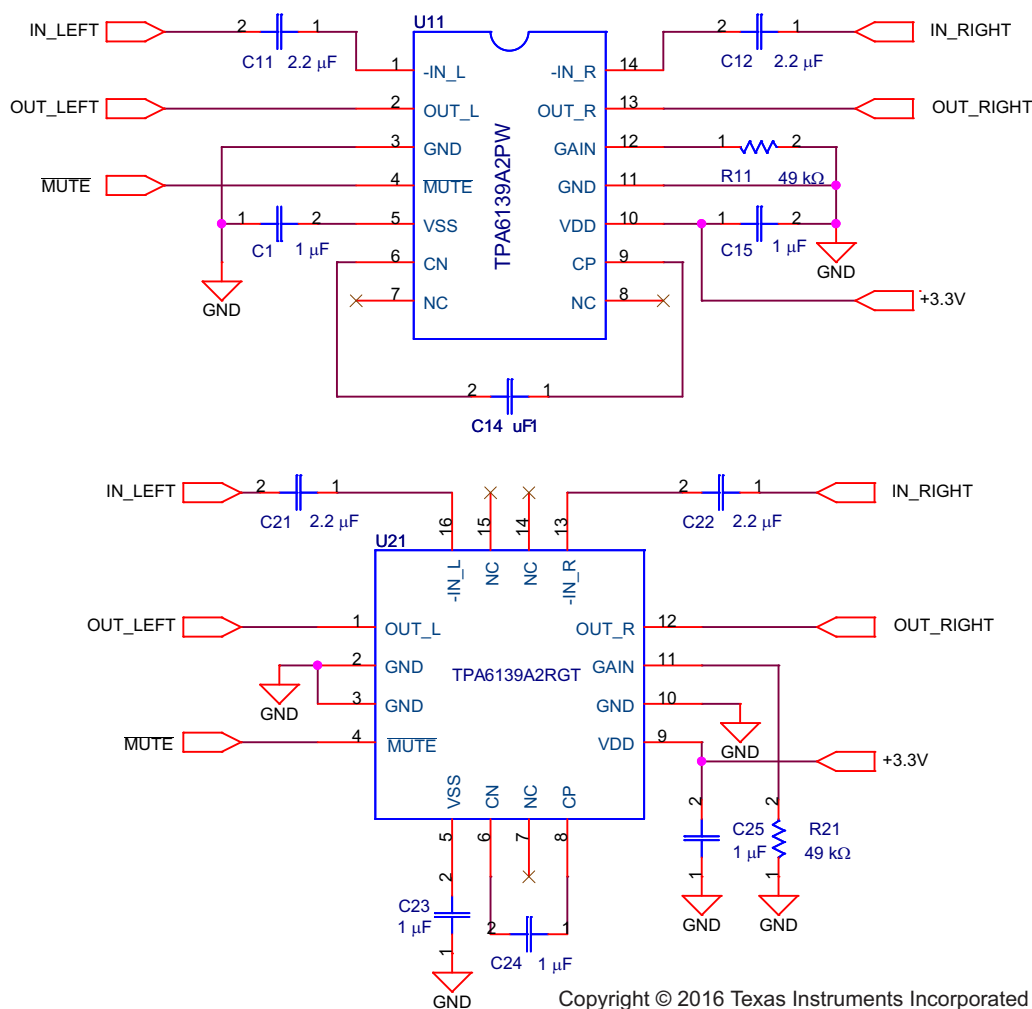 U11
IN_LEFT 2 1 2 1 IN_RIGHT
C11 2.2 μF C12 2.2 μF
1 -IN_L -IN_R 14
OUT_LEFT 2 OUT_L OUT_R 13 OUT_RIGHT
3 GND GAIN 12 1 2
R11 49 kΩ
MUTE 4 MUTE GND 11
1 2 5 VSS VDD 10 1 2
C1 1 μF C15 1 μF
6 CN CP 9
GND GND
7 NC NC 8
+3.3V
TPA6139A2PW
2 1
C14 uF1
IN_LEFT 2 1 2 1 IN_RIGHT
C21 2.2 μF C22 2.2 μF
16 15 14 13
U21
-IN_L NC NC -IN_R
OUT_LEFT 1 OUT_L OUT_R 12 OUT_RIGHT
2 GND GAIN 11
TPA6139A2RGT
3 GND GND 10
GND
MUTE 4 MUTE VDD 9
GND
+3.3V
VSS CN NC CP
5 6 7 8
2 2
C25 R21
1 μF 49 kΩ
2 1 1
C23
1 μF
2 1
GND GND
1 C24 1 μF
GND
Copyright © 2016 Texas Instruments Incorporated